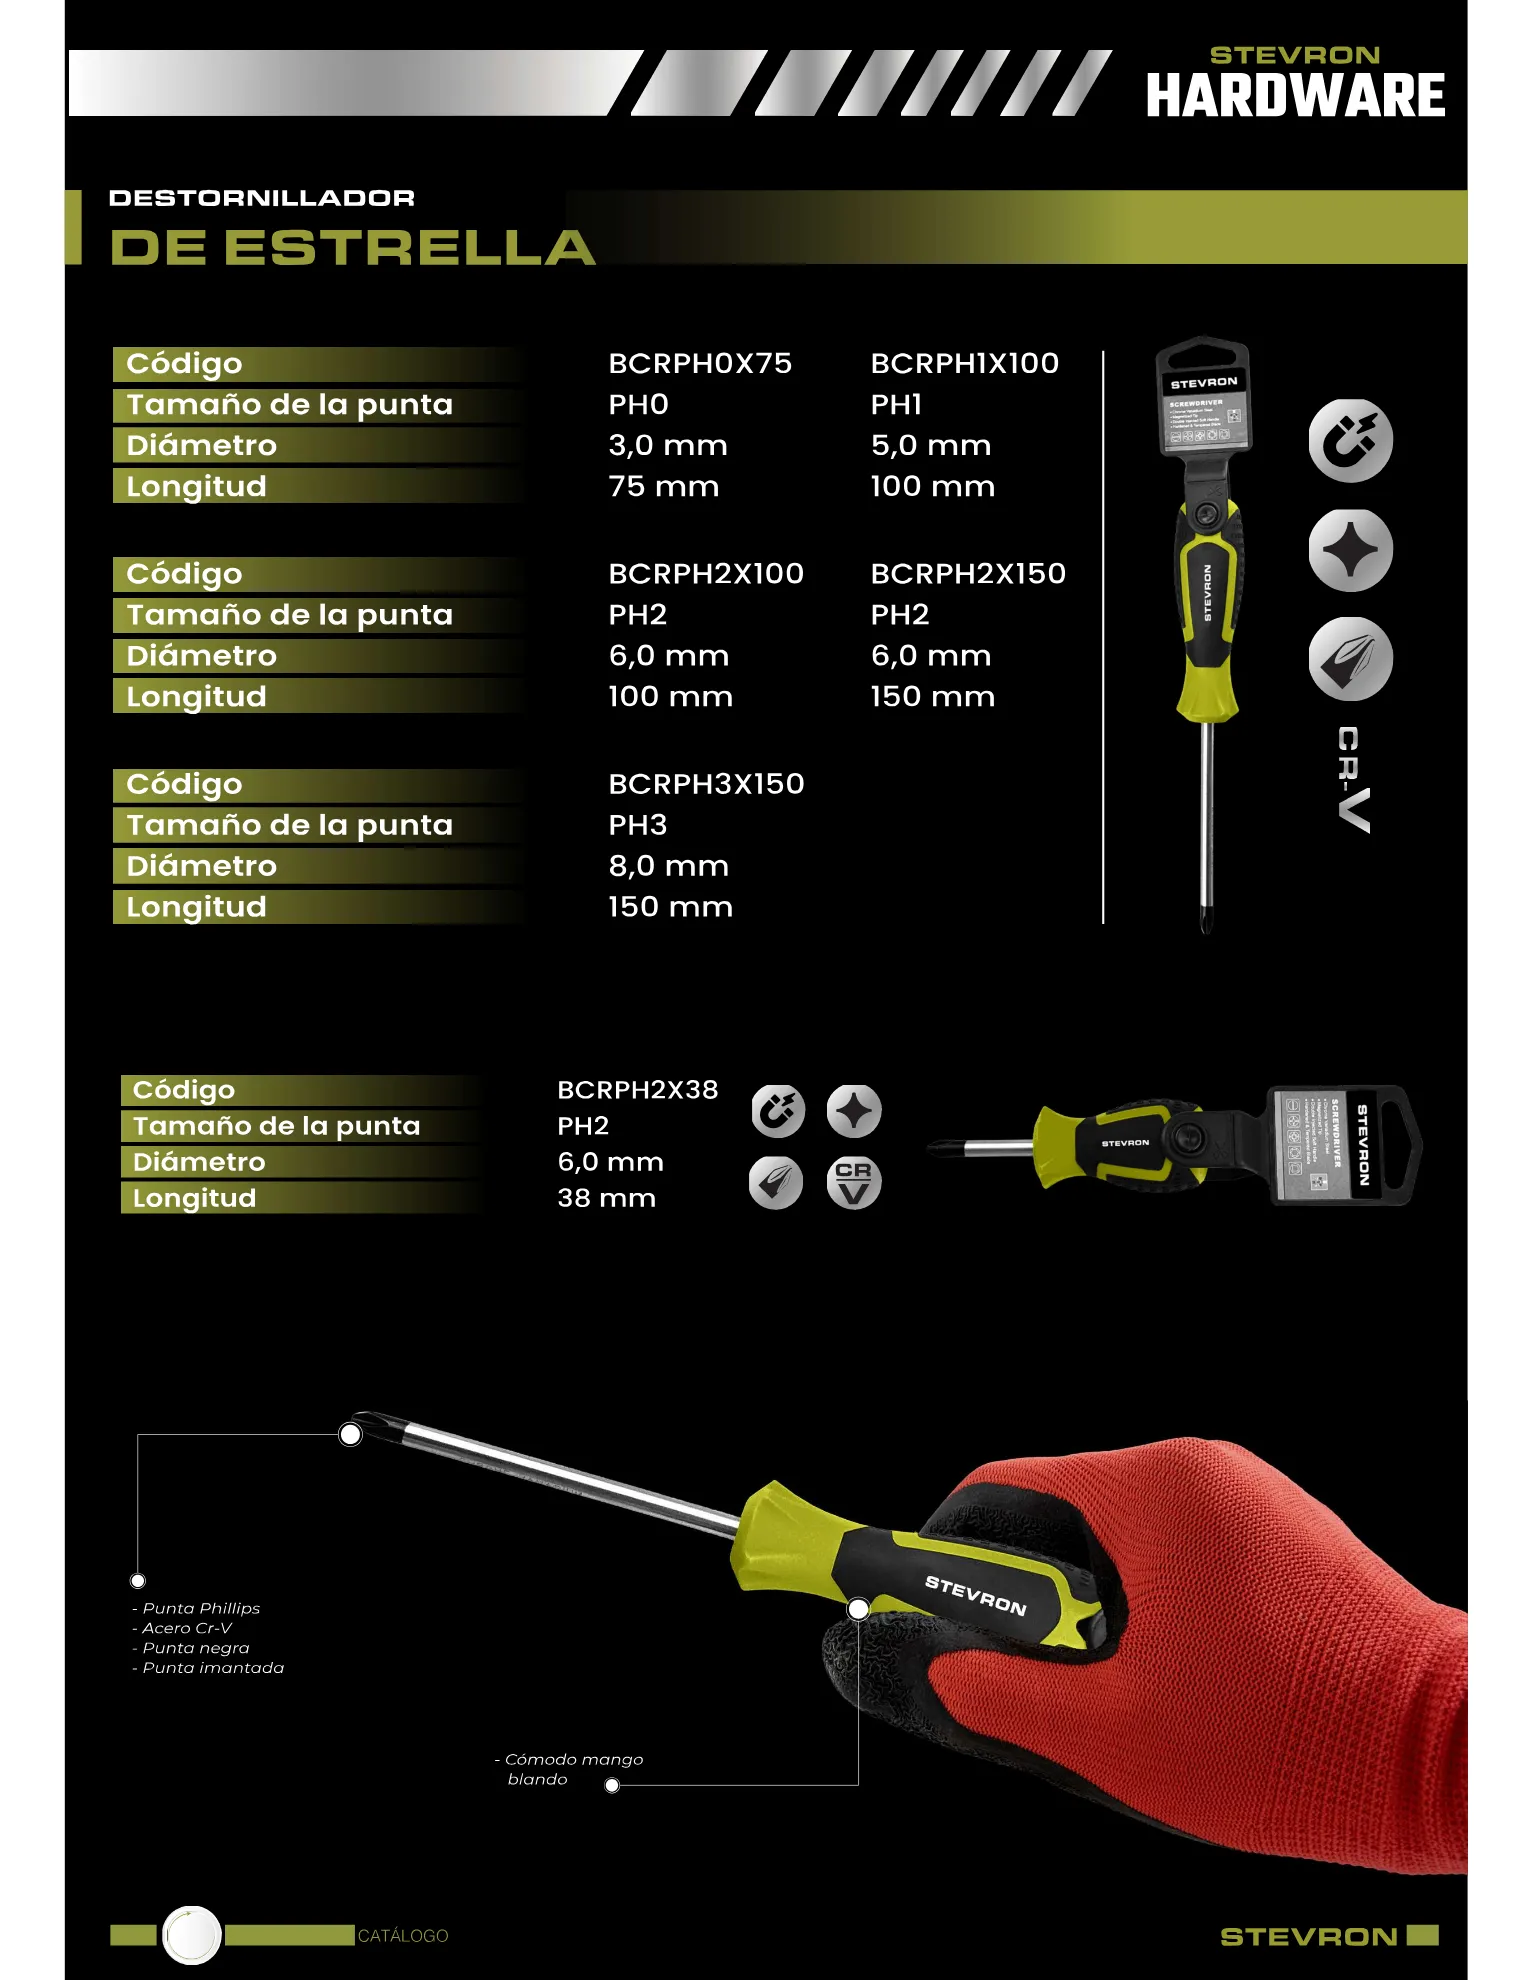 STEVRON
HARDWARE
DESTORNILLADOR
DE ESTRELLA
Código BCRPH0X75 BCRPH1X100
Tamaño de la punta PH0 PH1
Diámetro 3,0 mm 5,0 mm
Longitud 75 mm 100 mm
Código BCRPH2X100 BCRPH2X150
Tamaño de la punta PH2 PH2
Diámetro 6,0 mm 6,0 mm
Longitud 100 mm 150 mm
Código BCRPH3X150
Tamaño de la punta PH3
Diámetro 8,0 mm
Longitud 150 mm
STEVRON
SCREWDRIVER
STEVRON
CR-V
Código BCRPH2X38
Tamaño de la punta PH2
Diámetro 6,0 mm
Longitud 38 mm
CR
V
STEVRON
SCREWDRIVER
STEVRON
STEVRON
- Punta Phillips
- Acero Cr-V
- Punta negra
- Punta imantada
- Cómodo mango
blando
CATÁLOGO
STEVRON